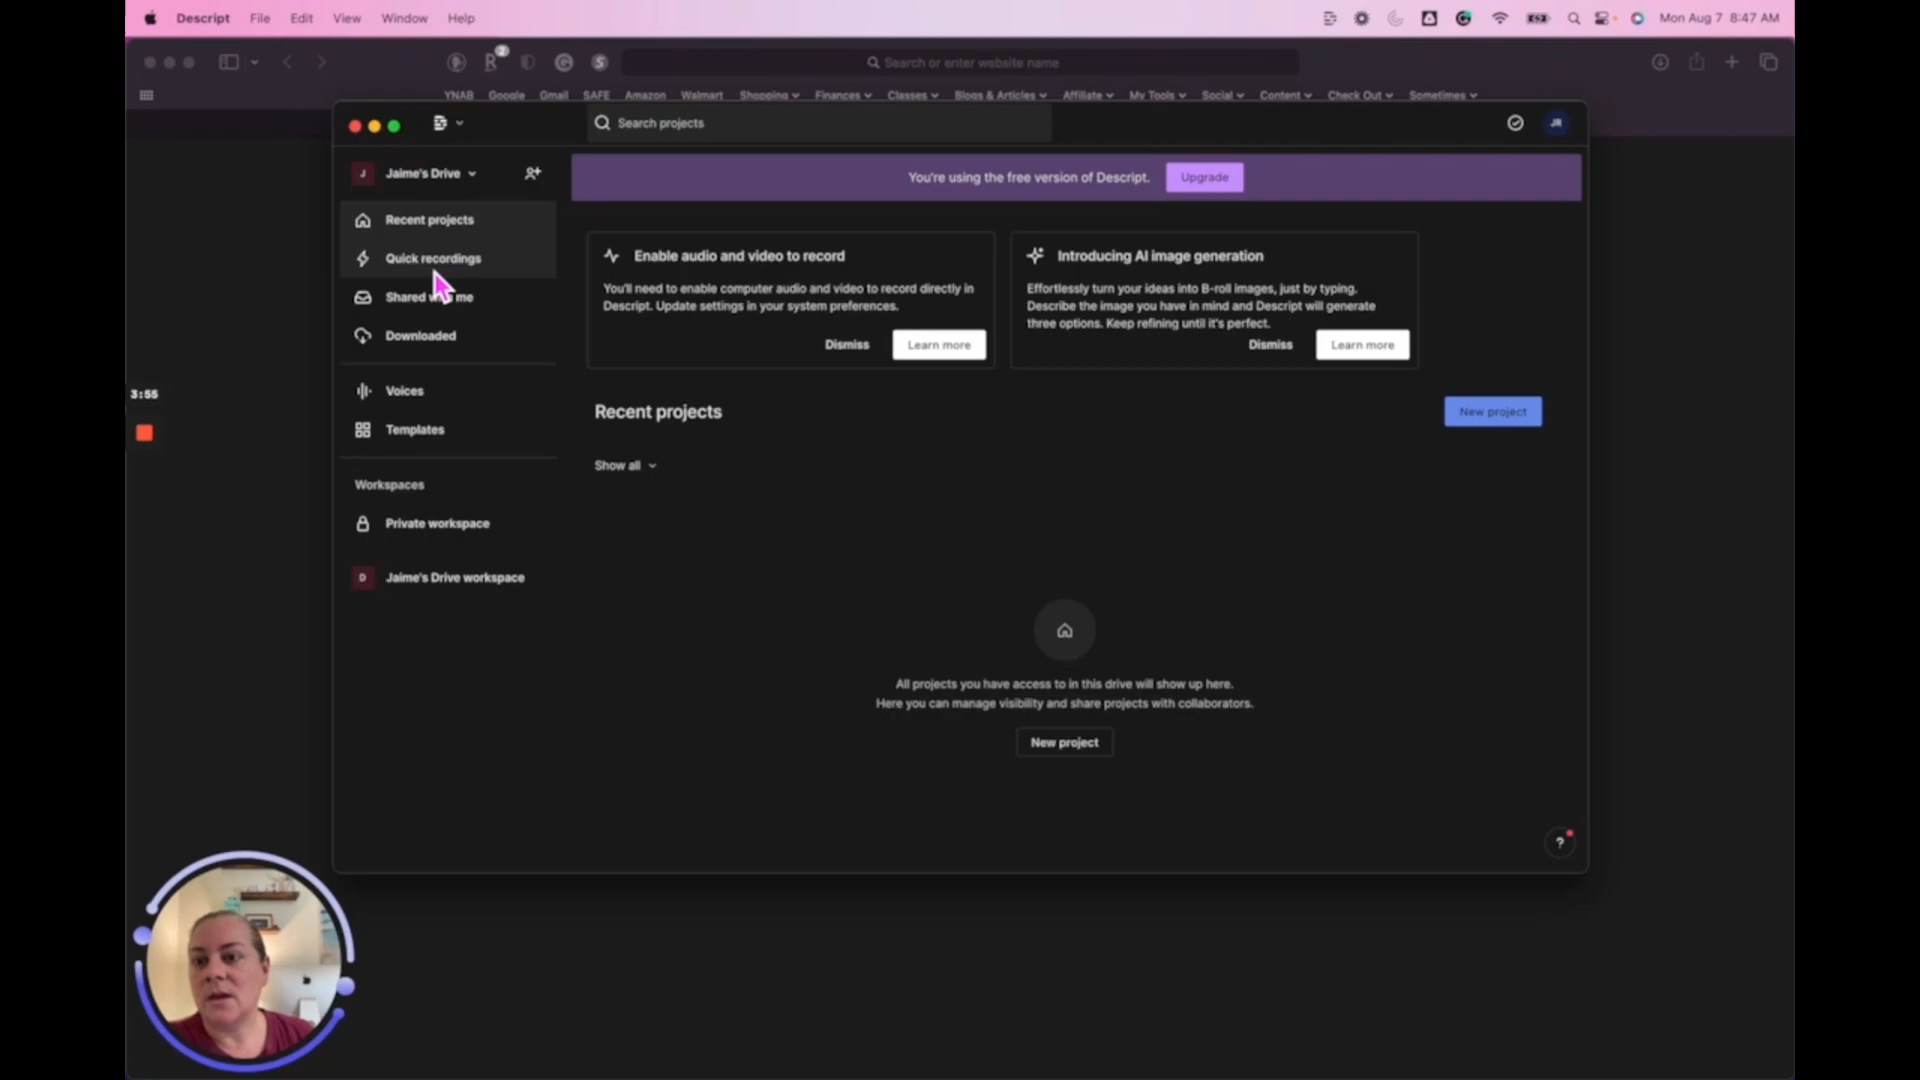 Descript File Edit View Window Help
Mon Aug 7 8:47 AM
R 2
Search or enter website name
YNAB Google Gmail SAFE Amazon Walmart Shopping Finances Classes Blogs & Articles Affiliate My Tools Social Content Check Out Sometimes
Search projects
JR
J Jaime's Drive
You're using the free version of Descript. Upgrade
Recent projects
Quick recordings
Shared me
Downloaded
Voices
Templates
Workspaces
Private workspace
D Jaime's Drive workspace
Enable audio and video to record
You'll need to enable computer audio and video to record directly in
Descript. Update settings in your system preferences.
Dismiss Learn more
Introducing AI image generation
Effortlessly turn your ideas into B-roll images, just by typing.
Describe the image you have in mind and Descript will generate
three options. Keep refining until it's perfect.
Dismiss Learn more
3:55
Recent projects
New project
Show all
All projects you have access to in this drive will show up here.
Here you can manage visibility and share projects with collaborators.
New project
?